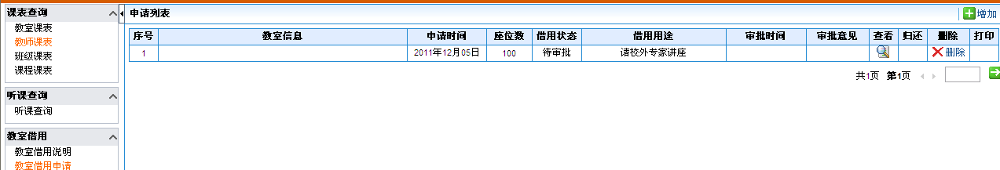 课表查询
教室课表
教师课表
班级课表
课程课表
听课查询
听课查询
教室借用
教室借用说明
教室借用申请
申请列表
增加
序号 教室信息 申请时间 座位数 借用状态 借用用途 审批时间 审批意见 查看 归还 删除 打印
1 2011年12月05日 100 待审批 请校外专家讲座 删除
共1页 第1页